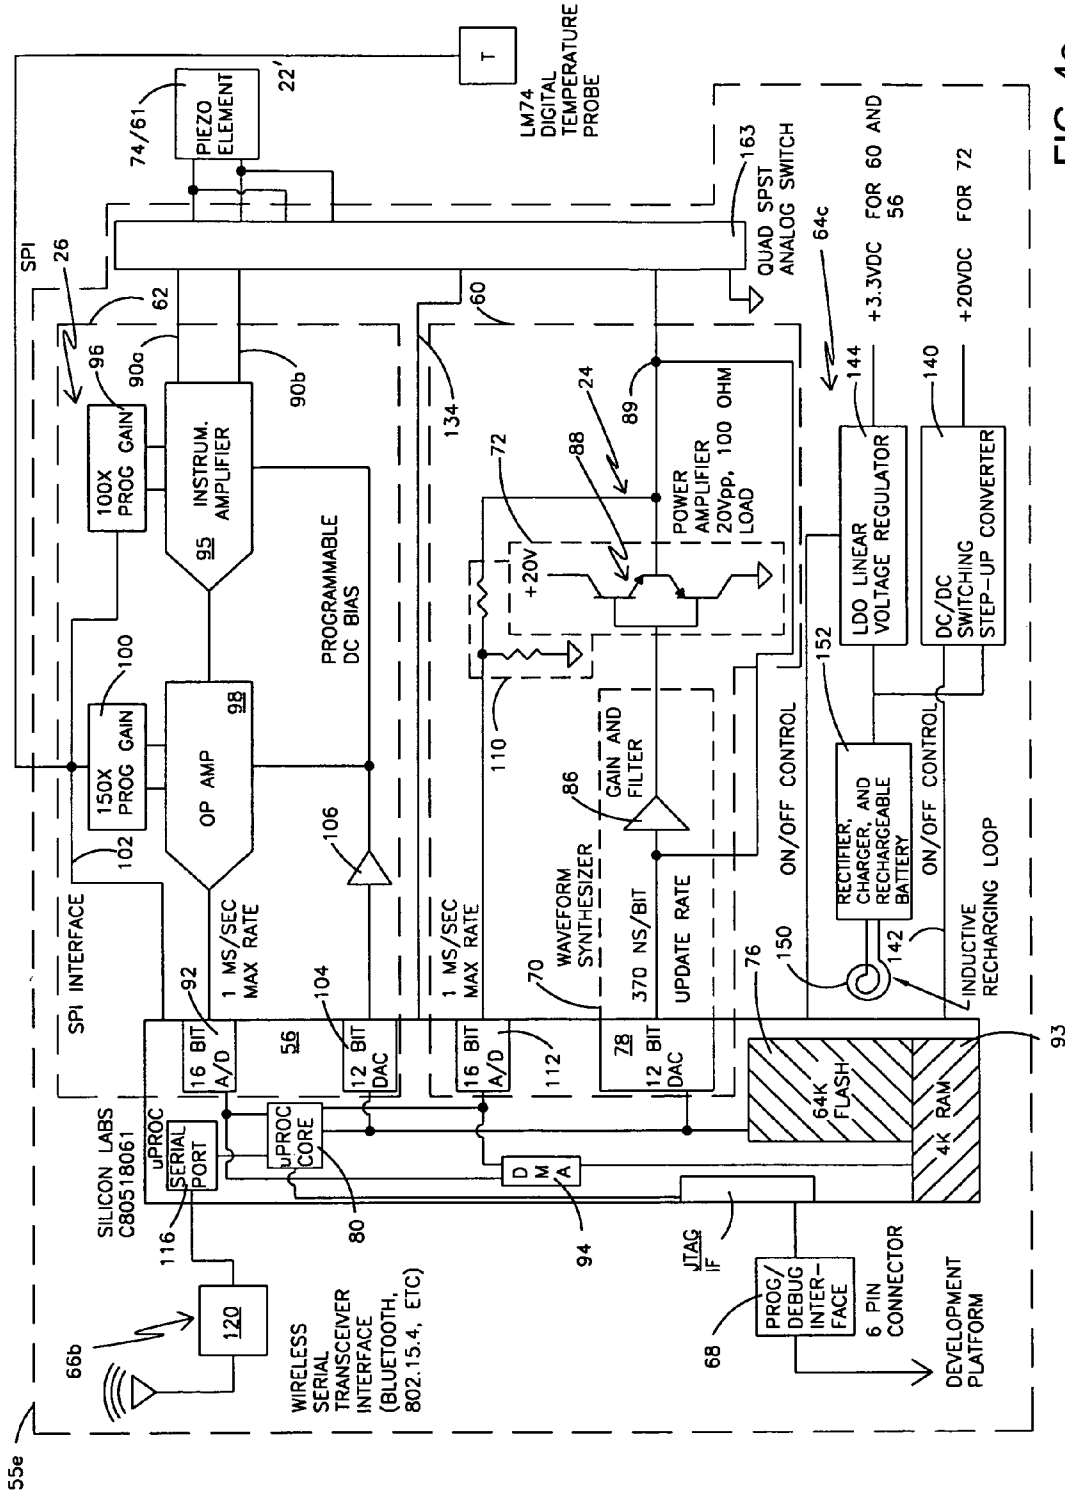 55e
66b
120
WIRELESS
SERIAL
TRANSCEIVER
INTERFACE
(BLUETOOTH,
802.15.4, ETC)
SILICON LABS
C80518061
116
uPROC
SERIAL
PORT
uPROC
CORE
80
D
M
A
94
JTAG
IF
68
PROG/
DEBUG
INTER-
FACE
6 PIN
CONNECTOR
DEVELOPMENT
PLATFORM
SPI INTERFACE
102
92
16 BIT
A/D
56
104
12 BIT
DAC
16 BIT
A/D
112
78
12 BIT
DAC
76
64K
FLASH
4K RAM
93
1 MS/SEC
MAX RATE
106
1 MS/SEC
MAX RATE
70
WAVEFORM
SYNTHESIZER
370 NS/BIT
UPDATE RATE
86
GAIN AND
FILTER
150X
PROG GAIN
100
OP AMP
98
PROGRAMMABLE
DC BIAS
100X
PROG GAIN
96
26
INSTRUM.
AMPLIFIER
95
90a
90b
62
SPI
134
60
110
+20V
72
88
24
89
POWER
AMPLIFIER
20Vpp, 100 OHM
LOAD
74/61
PIEZO
ELEMENT
22'
T
LM74
DIGITAL
TEMPERATURE
PROBE
163
QUAD SPST
ANALOG SWITCH
64c
ON/OFF CONTROL
150
RECTIFIER,
CHARGER, AND
RECHARGEABLE
BATTERY
152
142
ON/OFF CONTROL
INDUCTIVE
RECHARGING LOOP
LDO LINEAR
VOLTAGE REGULATOR
144
+3.3VDC FOR 60 AND
56
DC/DC
SWITCHING
STEP-UP CONVERTER
140
+20VDC FOR 72